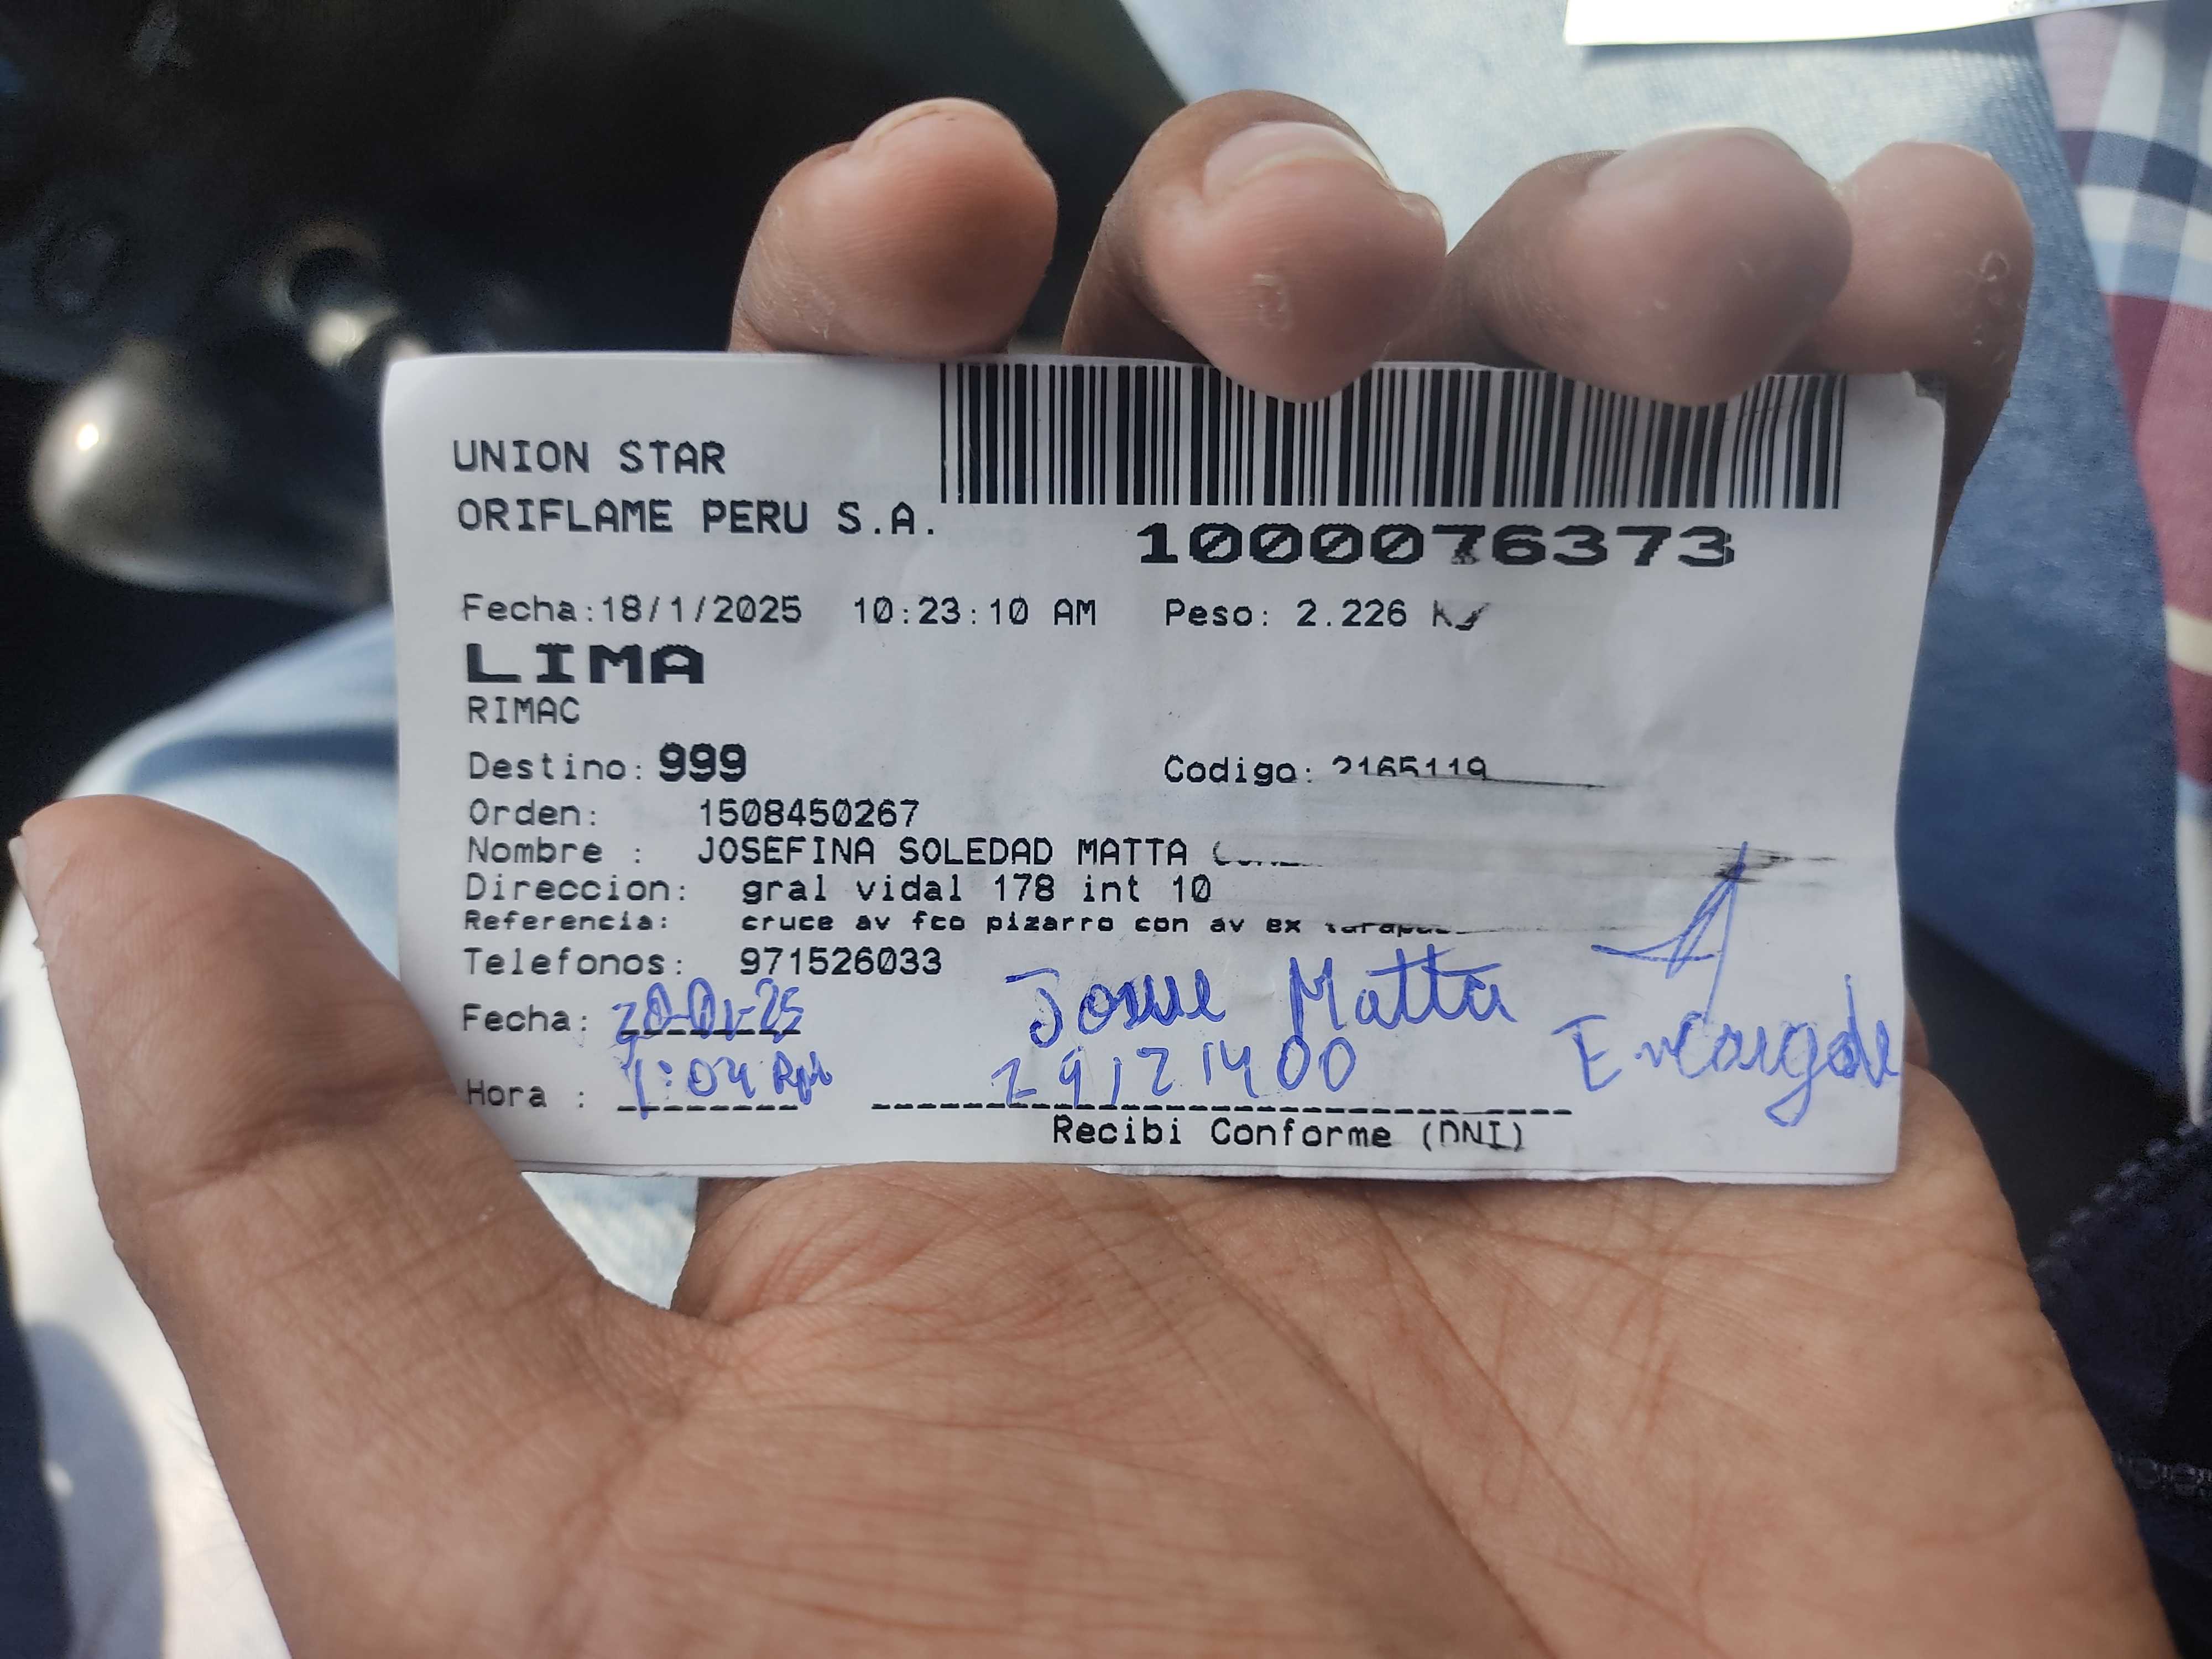 UNION STAR
ORIFLAME PERU S.A.
1000076373
Fecha:18/1/2025 10:23:10 AM Peso: 2.226
LIMA
RIMAC
Destino: 999 Codigo: 2165119
Orden: 1508450267
Nombre : JOSEFINA SOLEDAD MATTA
Direccion: gral vidal 178 int 10
Referencia: cruce av fco pizarro con av ex
Telefonos: 971526033
Josue Matta
Fecha: 20-01-25
Encargado
Hora : 1:04 Pm
29121400
Recibi Conforme (DNI)